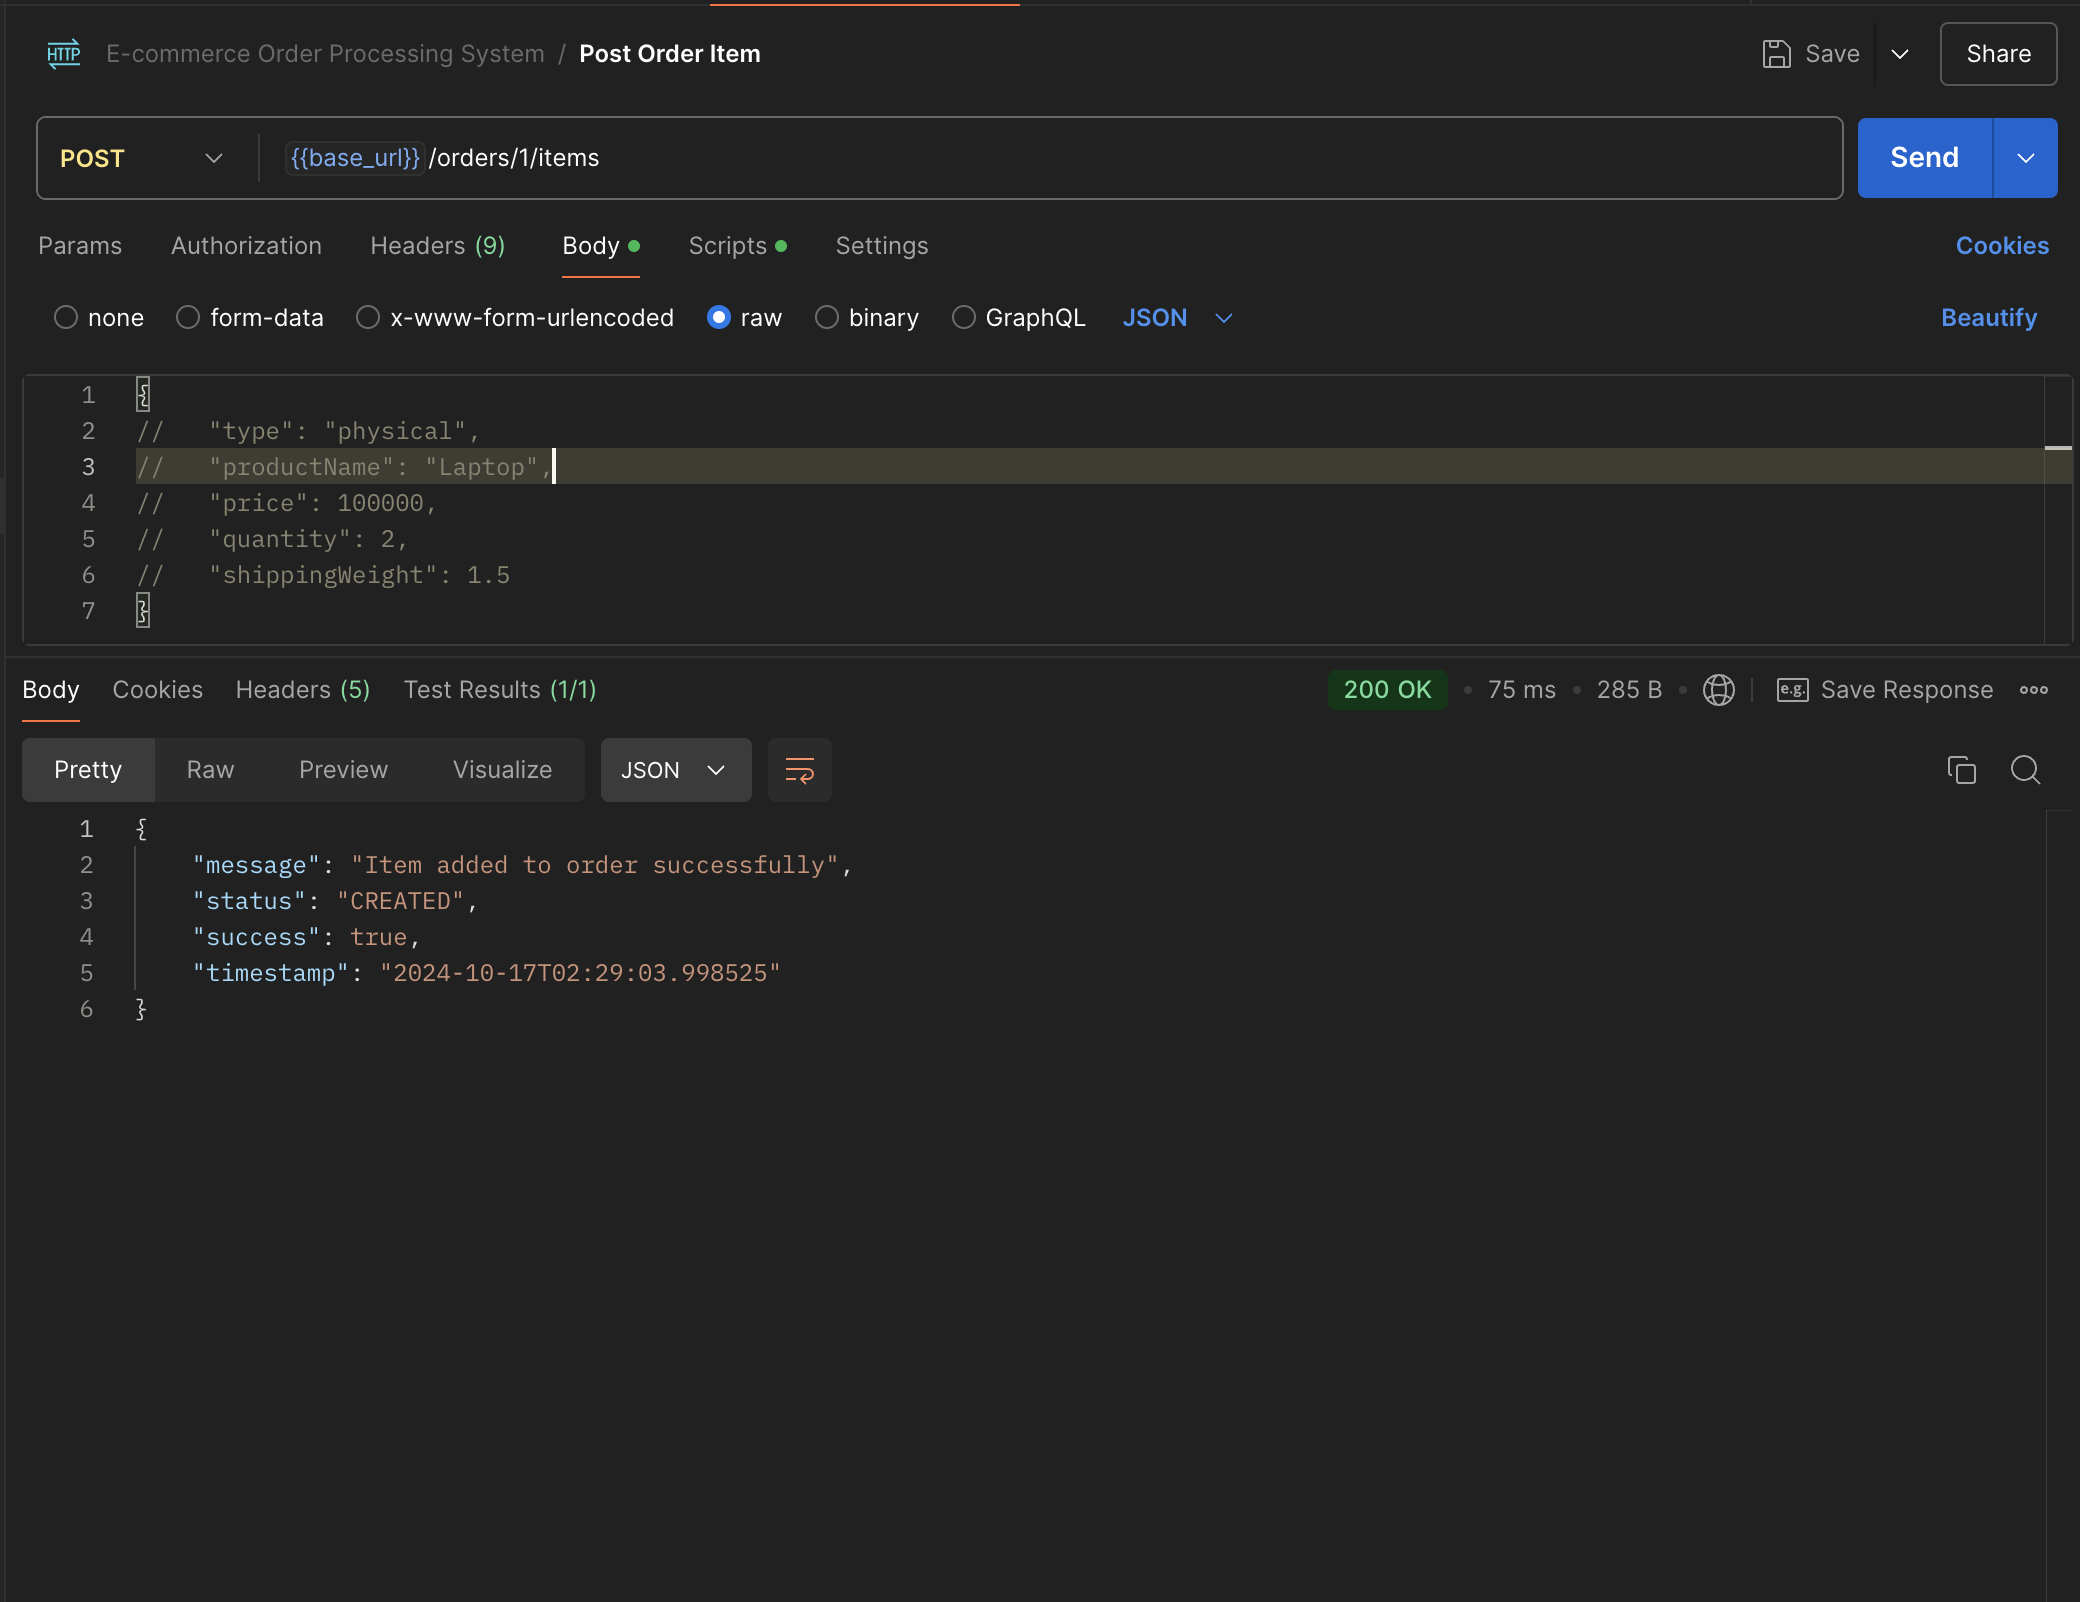 HTTP E-commerce Order Processing System / Post Order Item Save Share
POST {{base_url}}/orders/1/items Send
Params Authorization Headers (9) Body Scripts Settings Cookies
none form-data x-www-form-urlencoded raw binary GraphQL JSON Beautify
1 {
2 // "type": "physical",
3 // "productName": "Laptop",
4 // "price": 100000,
5 // "quantity": 2,
6 // "shippingWeight": 1.5
7 }
Body Cookies Headers (5) Test Results (1/1) 200 OK • 75 ms • 285 B • e.g. Save Response
Pretty Raw Preview Visualize JSON
1 {
2 "message": "Item added to order successfully",
3 "status": "CREATED",
4 "success": true,
5 "timestamp": "2024-10-17T02:29:03.998525"
6 }